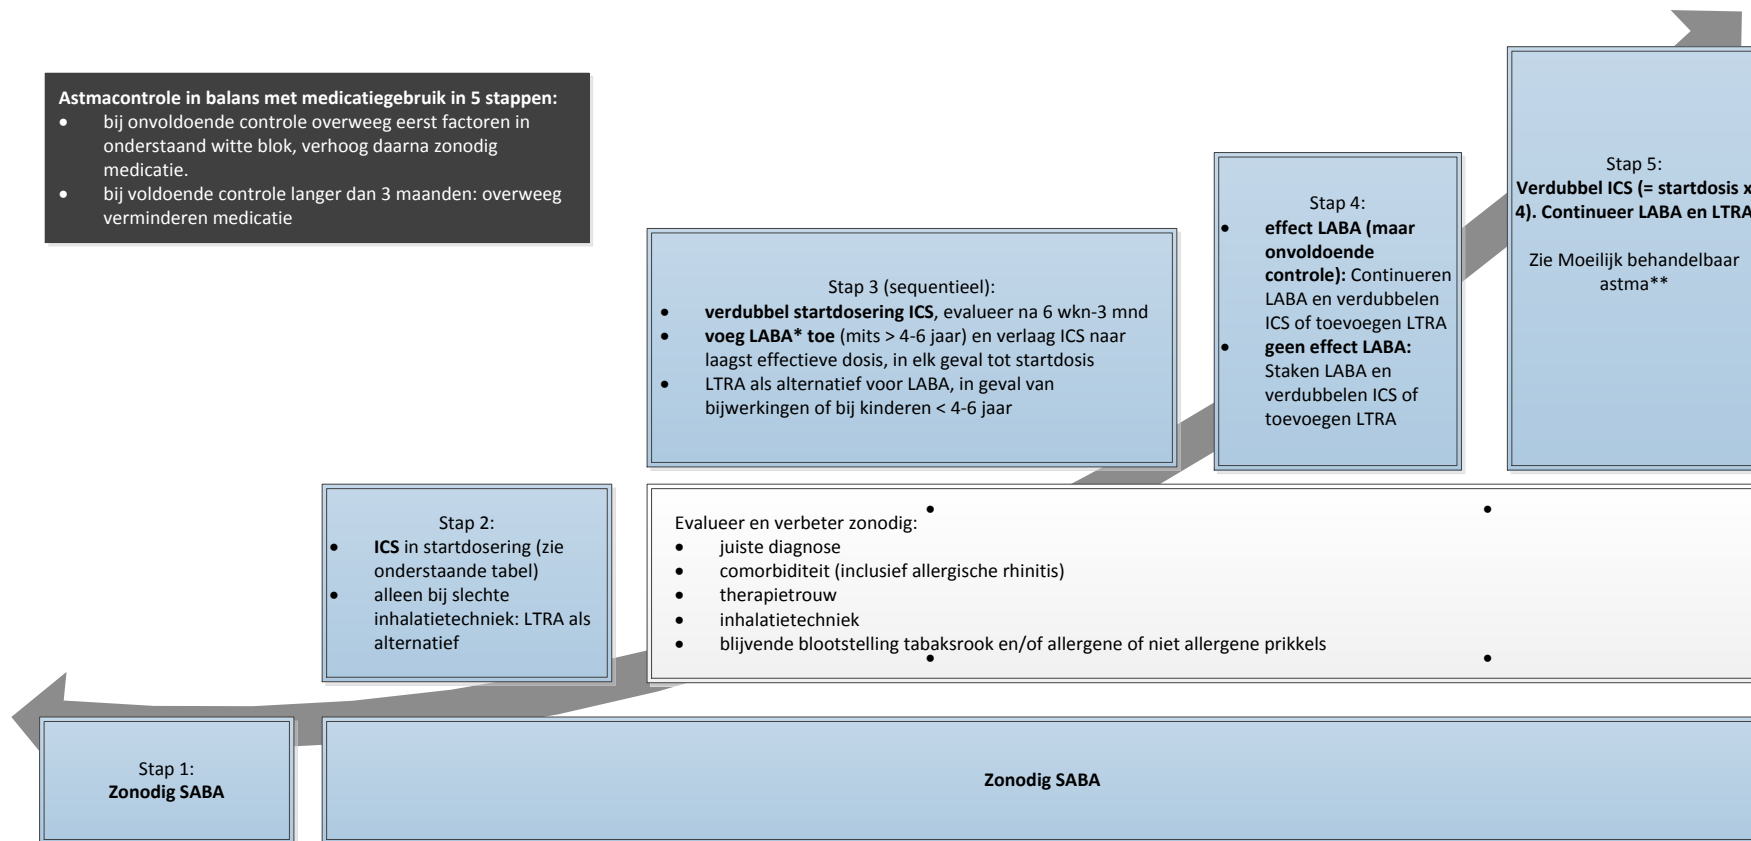 Astmacontrole in balans met medicatiegebruik in 5 stappen:
• bij onvoldoende controle overweeg eerst factoren in
onderstaand witte blok, verhoog daarna zonodig
medicatie.
• bij voldoende controle langer dan 3 maanden: overweeg
verminderen medicatie
Stap 5:
Verdubbel ICS (= startdosis x
4). Continueer LABA en LTRA
Zie Moeilijk behandelbaar
astma**
Stap 4:
• effect LABA (maar
onvoldoende
controle): Continueren
LABA en verdubbelen
ICS of toevoegen LTRA
• geen effect LABA:
Staken LABA en
verdubbelen ICS of
toevoegen LTRA
Stap 3 (sequentieel):
• verdubbel startdosering ICS, evalueer na 6 wkn-3 mnd
• voeg LABA* toe (mits > 4-6 jaar) en verlaag ICS naar
laagst effectieve dosis, in elk geval tot startdosis
• LTRA als alternatief voor LABA, in geval van
bijwerkingen of bij kinderen < 4-6 jaar
Stap 2:
• ICS in startdosering (zie
onderstaande tabel)
• alleen bij slechte
inhalatietechniek: LTRA als
alternatief
Evalueer en verbeter zonodig:
• juiste diagnose
• comorbiditeit (inclusief allergische rhinitis)
• therapietrouw
• inhalatietechniek
• blijvende blootstelling tabaksrook en/of allergene of niet allergene prikkels
Stap 1:
Zonodig SABA
Zonodig SABA